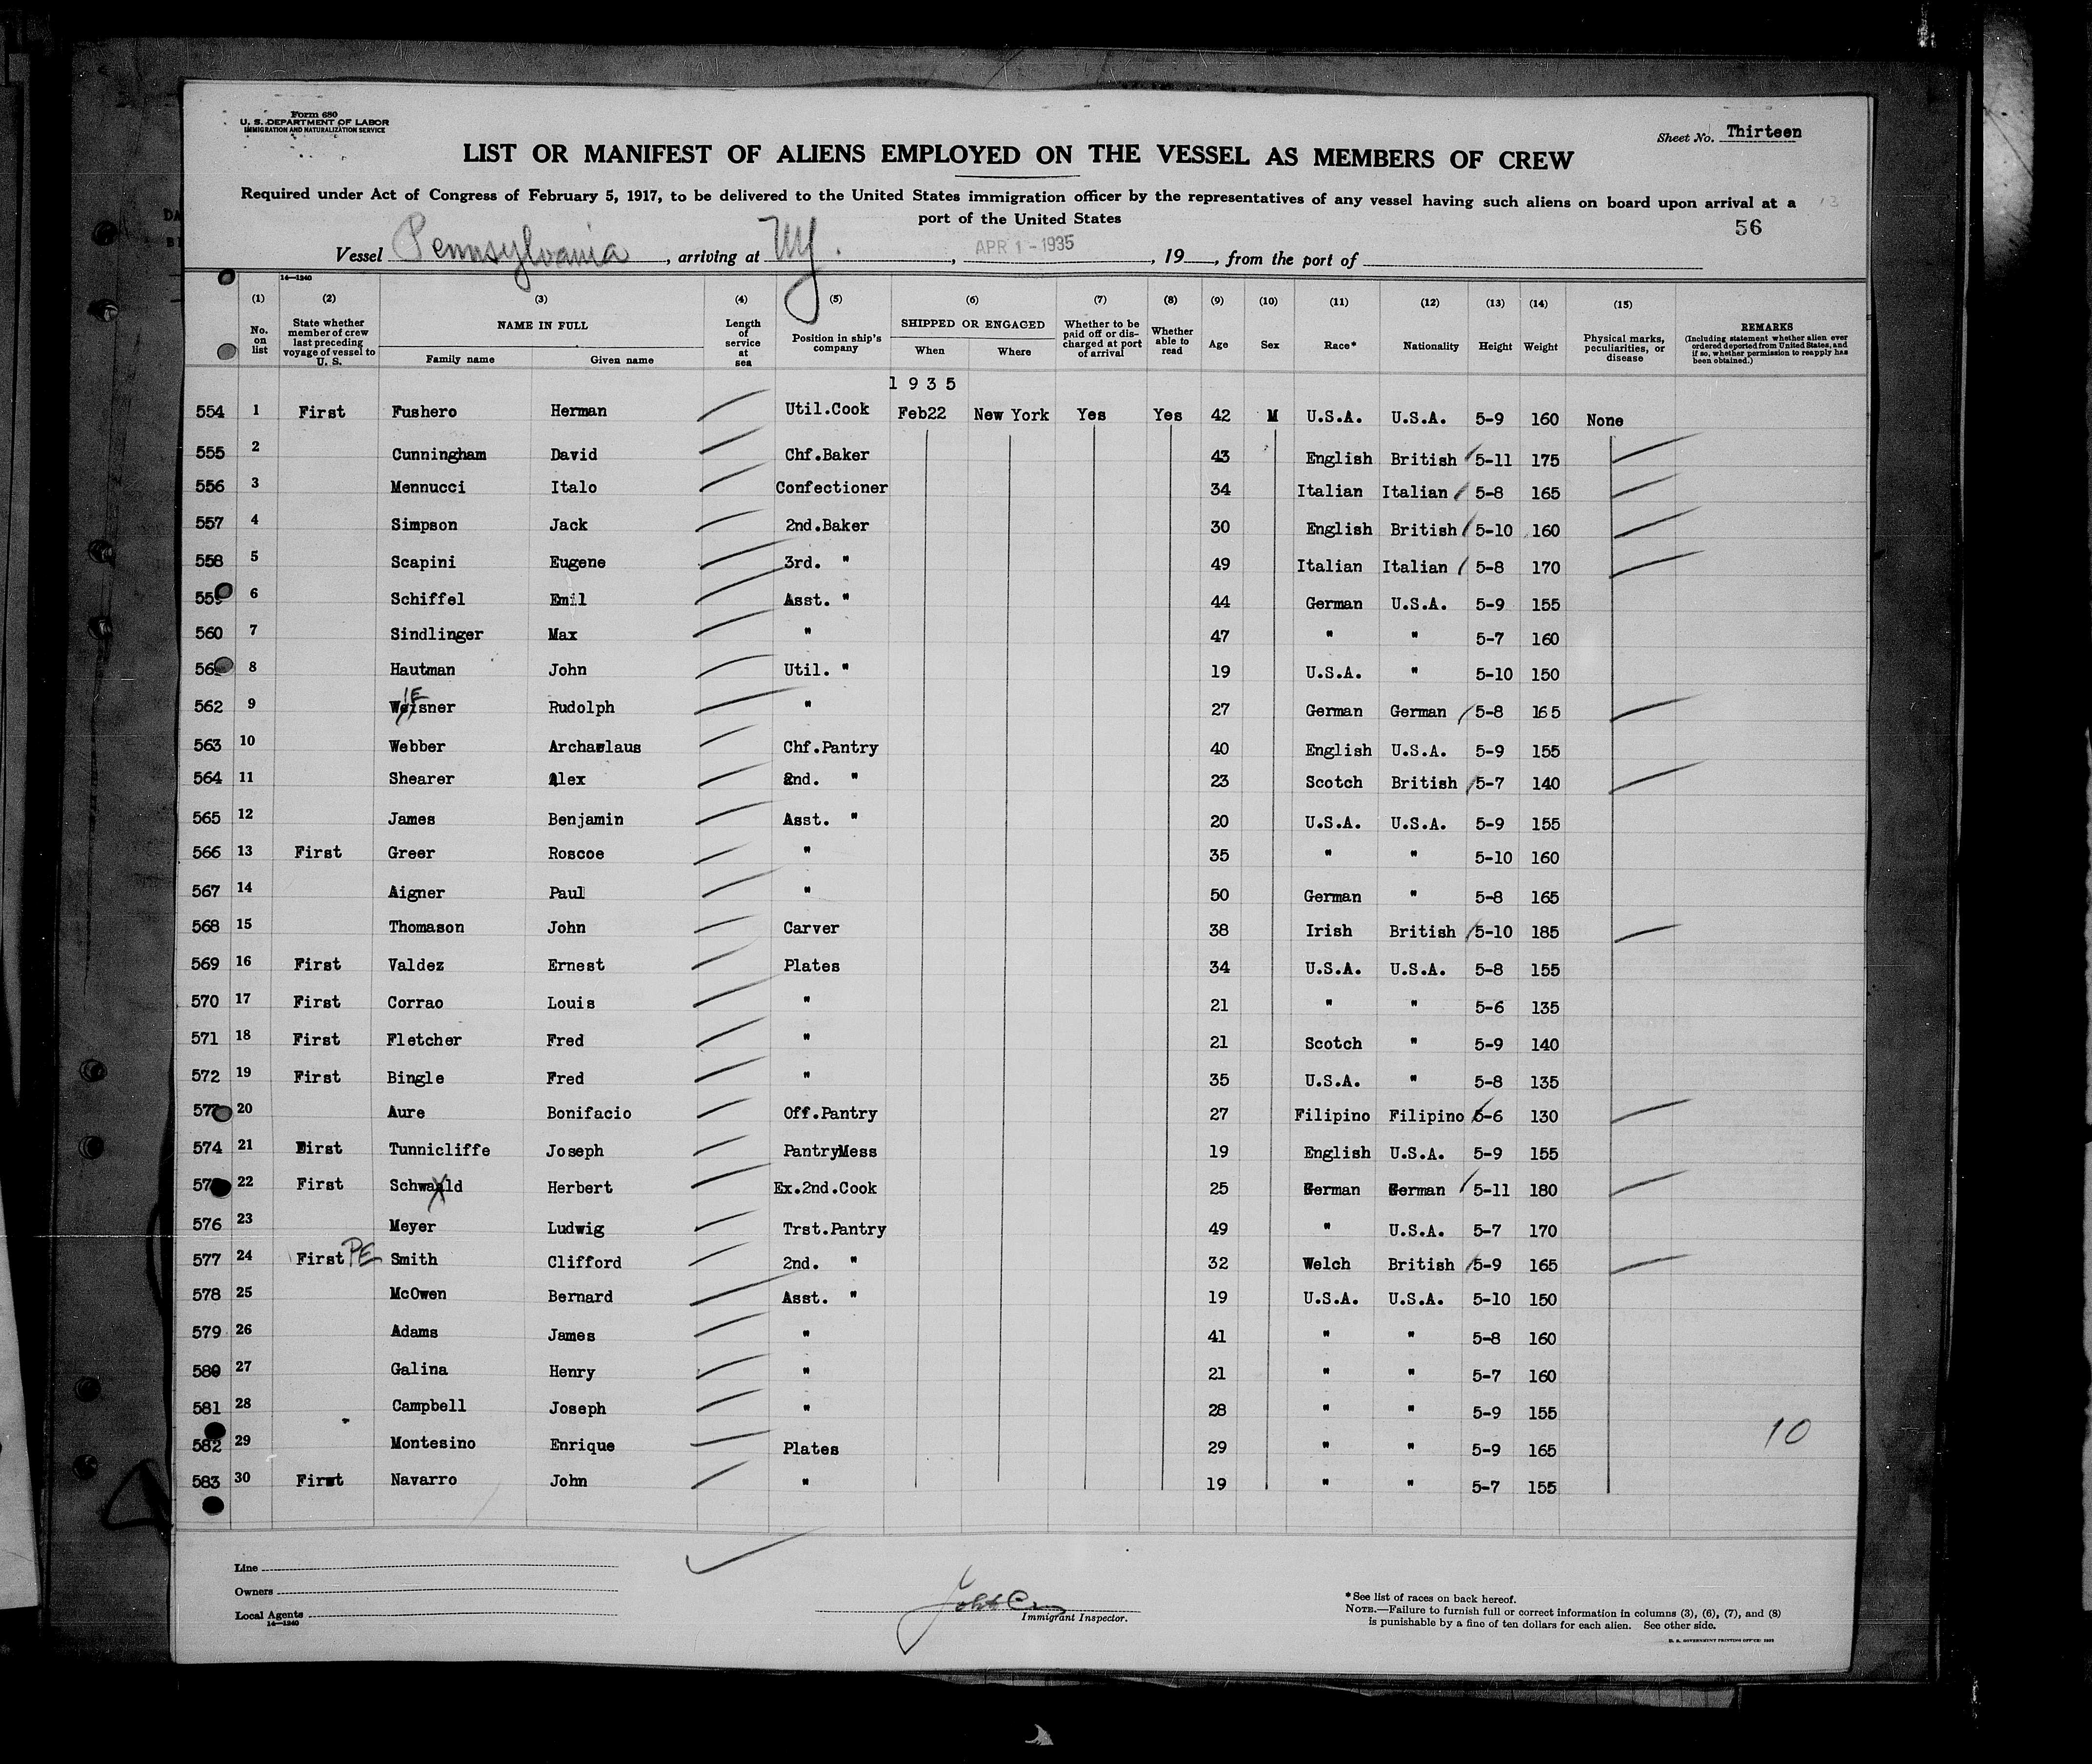 Form 680
U. S. DEPARTMENT OF LABOR
IMMIGRATION AND NATURALIZATION SERVICE
Sheet No. Thirteen
LIST OR MANIFEST OF ALIENS EMPLOYED ON THE VESSEL AS MEMBERS OF CREW
Required under Act of Congress of February 5, 1917, to be delivered to the United States immigration officer by the representatives of any vessel having such aliens on board upon arrival at a
port of the United States
13
56
Vessel Pennsylvania, arriving at NY., APR 1 - 1935, 19, from the port of
14—1240
(1) (2) (3) (4) (5) (6) (7) (8) (9) (10) (11) (12) (13) (14) (15)
No. on list
State whether member of crew last preceding voyage of vessel to U. S.
NAME IN FULL
Family name Given name
Length of service at sea
Position in ship's company
SHIPPED OR ENGAGED
When Where
Whether to be paid off or discharged at port of arrival
Whether able to read
Age Sex Race* Nationality Height Weight
Physical marks, peculiarities, or disease
REMARKS
(Including statement whether alien ever ordered deported from United States, and if so, whether permission to reapply has been obtained.)
1 9 3 5
554 1 First Fushero Herman Util.Cook Feb22 New York Yes Yes 42 M U.S.A. U.S.A. 5-9 160 None
555 2 Cunningham David Chf.Baker 43 English British 5-11 175
556 3 Mennucci Italo Confectioner 34 Italian Italian 5-8 165
557 4 Simpson Jack 2nd.Baker 30 English British 5-10 160
558 5 Scapini Eugene 3rd. " 49 Italian Italian 5-8 170
559 6 Schiffel Emil Asst. " 44 German U.S.A. 5-9 155
560 7 Sindlinger Max " 47 " " 5-7 160
56 8 Hautman John Util. " 19 U.S.A. " 5-10 150
562 9 WIEsner Rudolph " 27 German German 5-8 165
563 10 Webber Archaelaus Chf.Pantry 40 English U.S.A. 5-9 155
564 11 Shearer Alex 2nd. " 23 Scotch British 5-7 140
565 12 James Benjamin Asst. " 20 U.S.A. U.S.A. 5-9 155
566 13 First Greer Roscoe " 35 " " 5-10 160
567 14 Aigner Paul " 50 German " 5-8 165
568 15 Thomason John Carver 38 Irish British 5-10 185
569 16 First Valdez Ernest Plates 34 U.S.A. U.S.A. 5-8 155
570 17 First Corrao Louis " 21 " " 5-6 135
571 18 First Fletcher Fred " 21 Scotch " 5-9 140
572 19 First Bingle Fred " 35 U.S.A. " 5-8 135
57 20 Aure Bonifacio Off.Pantry 27 Filipino Filipino 5-6 130
574 21 First Tunnicliffe Joseph PantryMess 19 English U.S.A. 5-9 155
57 22 First Schwald Herbert Ex.2nd.Cook 25 German German 5-11 180
576 23 Meyer Ludwig Trst.Pantry 49 " U.S.A. 5-7 170
577 24 First PE Smith Clifford 2nd. " 32 Welch British 5-9 165
578 25 McOwen Bernard Asst. " 19 U.S.A. U.S.A. 5-10 150
579 26 Adams James " 41 " " 5-8 160
580 27 Galina Henry " 21 " " 5-7 160
581 28 Campbell Joseph " 28 " " 5-9 155
10
582 29 Montesino Enrique Plates 29 " " 5-9 165
583 30 First Navarro John " 19 " " 5-7 155
Line
Owners
Local Agents
14—1240
Immigrant Inspector.
*See list of races on back hereof.
NOTE.—Failure to furnish full or correct information in columns (3), (6), (7), and (8)
is punishable by a fine of ten dollars for each alien. See other side.
U. S. GOVERNMENT PRINTING OFFICE: